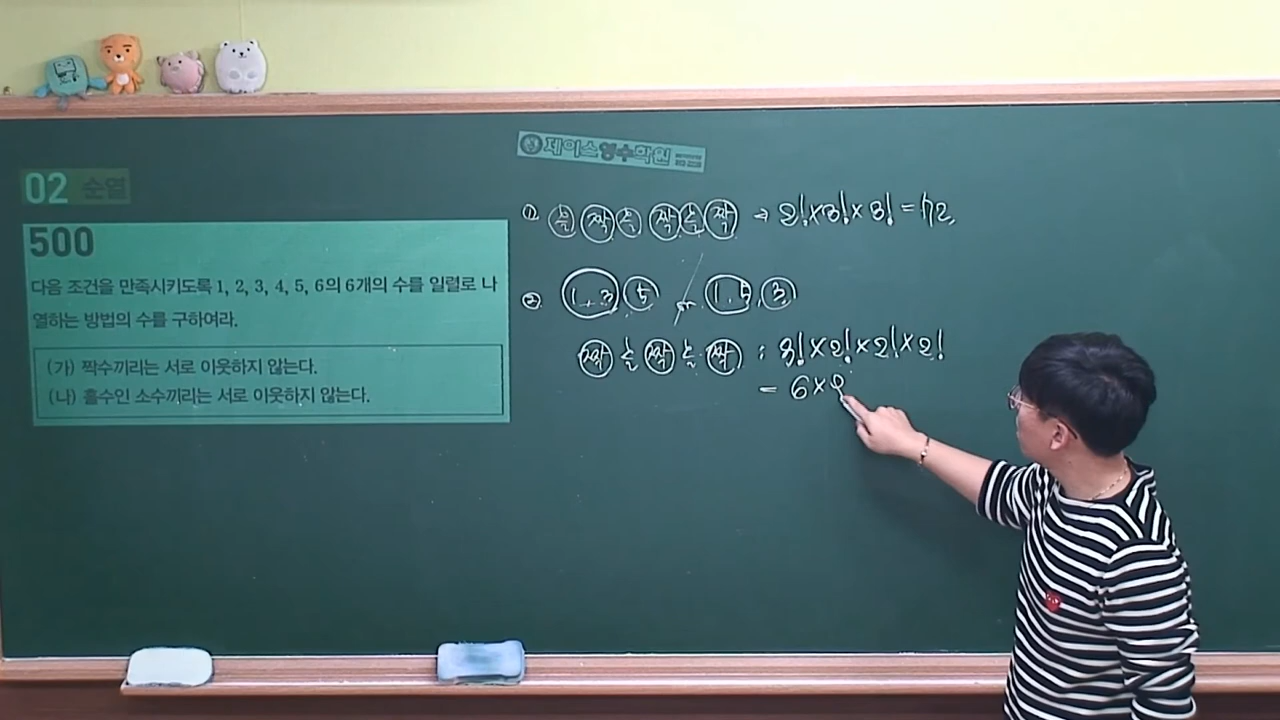 제이스영수학원
02 순열
500
다음 조건을 만족시키도록 1, 2, 3, 4, 5, 6의 6개의 수를 일렬로 나
열하는 방법의 수를 구하여라.
(가) 짝수끼리는 서로 이웃하지 않는다.
(나) 홀수인 소수끼리는 서로 이웃하지 않는다.
① 짝 짝 짝 → 2! × 3! × 3! = 72.
② 1, 3 5 1, 5, 3
짝 짝 짝 : 3! × 2! × 2! × 2!
= 6 ×